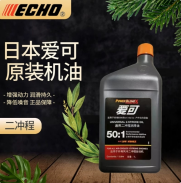 ECHO
日本爱可
原装机油
·增强动力 润滑持久
·降低噪音 正品保障
二冲程
PowerBlend
爱可
50:1